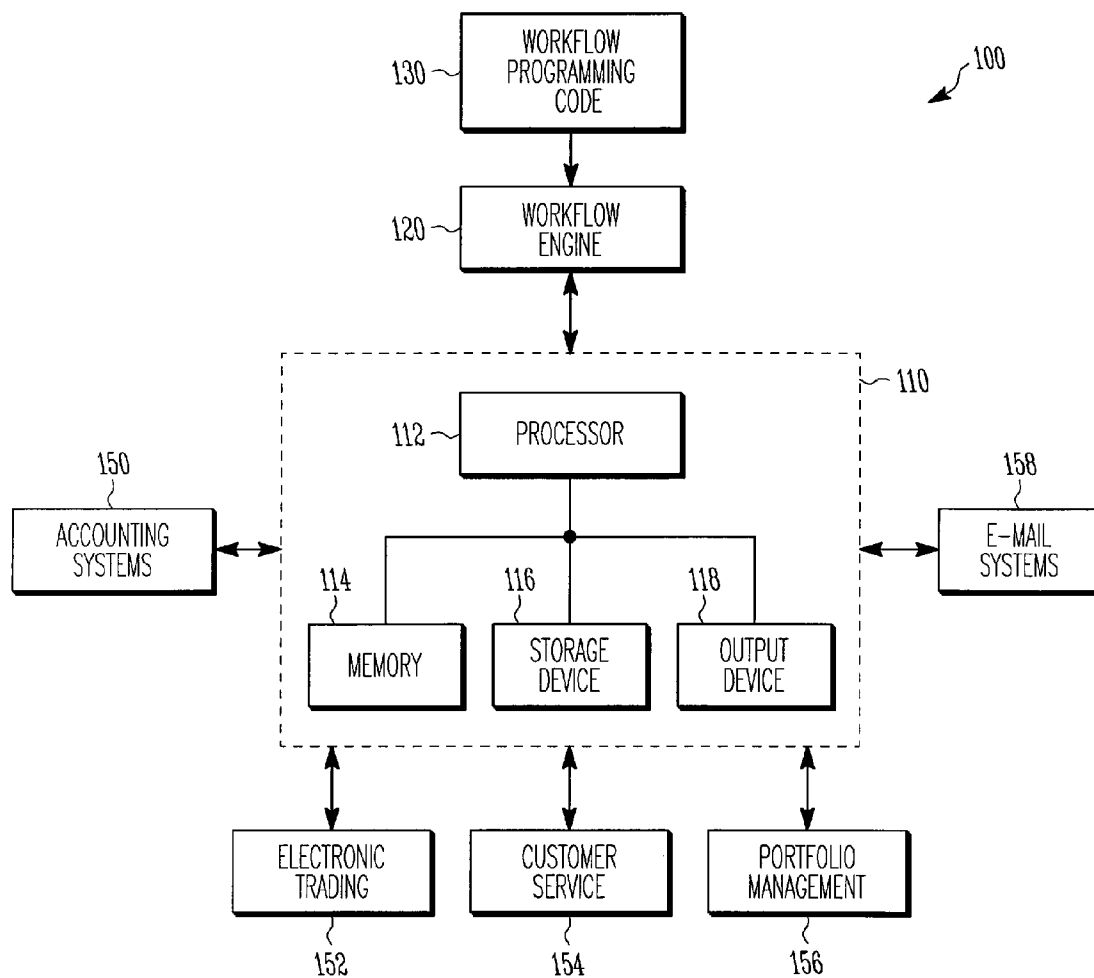 WORKFLOW
PROGRAMMING
CODE
130
100
WORKFLOW
ENGINE
120
110
PROCESSOR
112
150
ACCOUNTING
SYSTEMS
158
E-MAIL
SYSTEMS
114
MEMORY
116
STORAGE
DEVICE
118
OUTPUT
DEVICE
ELECTRONIC
TRADING
152
CUSTOMER
SERVICE
154
PORTFOLIO
MANAGEMENT
156